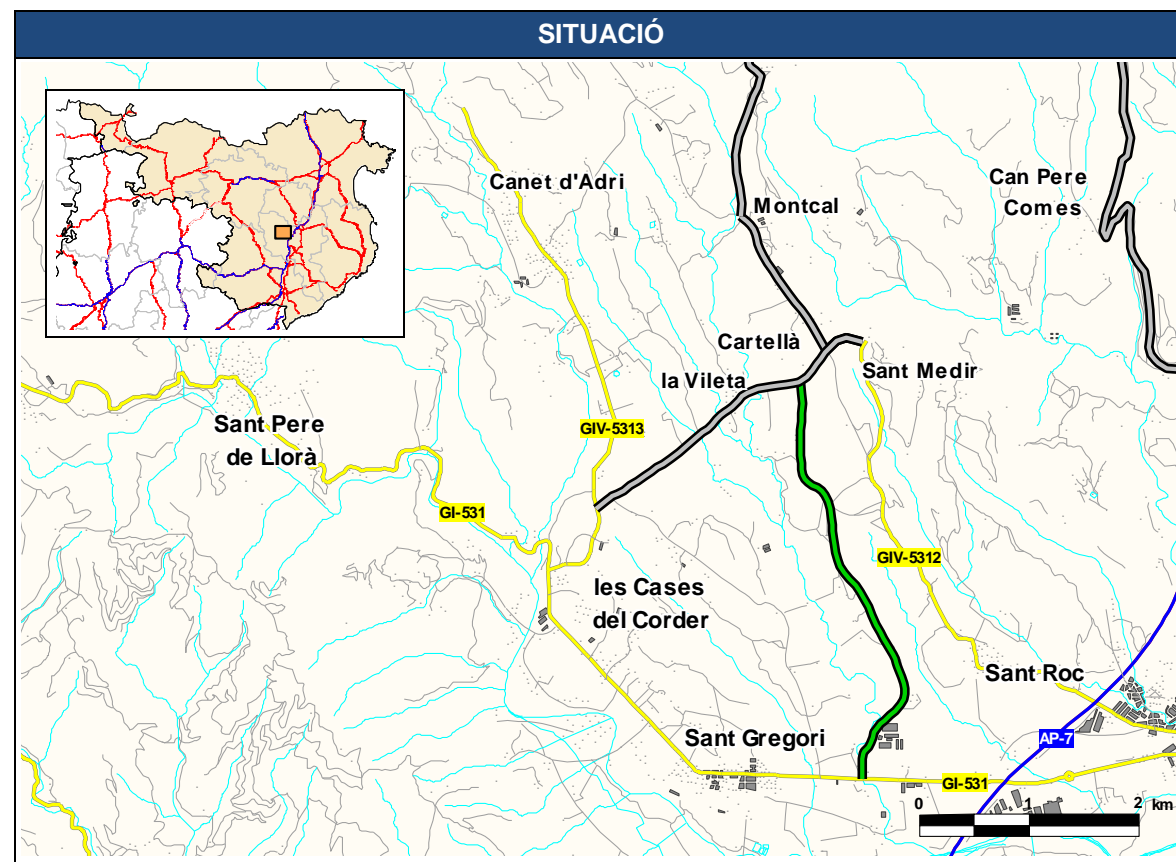 SITUACIÓ
Canet d'Adri
Montcal
Can Pere
Comes
Cartellà
la Vileta
Sant Medir
Sant Pere
de Llorà
GIV-5313
GI-531
GIV-5312
les Cases
del Corder
Sant Roc
Sant Gregori
AP-7
GI-531
0 1 2 km